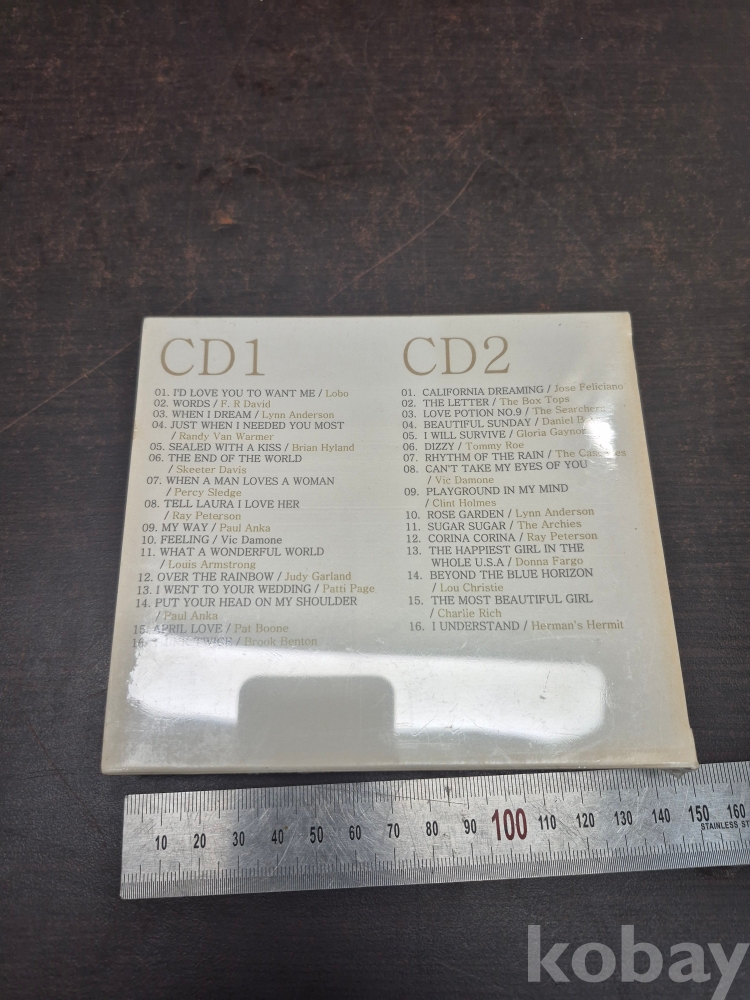 CD1
01. I'D LOVE YOU TO WANT ME / Lobo
02. WORDS / F. R David
03. WHEN I DREAM / Lynn Anderson
04. JUST WHEN I NEEDED YOU MOST
/ Randy Van Warmer
05. SEALED WITH A KISS / Brian Hyland
06. THE END OF THE WORLD
/ Skeeter Davis
07. WHEN A MAN LOVES A WOMAN
/ Percy Sledge
08. TELL LAURA I LOVE HER
/ Ray Peterson
09. MY WAY / Paul Anka
10. FEELING / Vic Damone
11. WHAT A WONDERFUL WORLD
/ Louis Armstrong
12. OVER THE RAINBOW / Judy Garland
13. I WENT TO YOUR WEDDING / Patti Page
14. PUT YOUR HEAD ON MY SHOULDER
/ Paul Anka
15. APRIL LOVE / Pat Boone
16. TWICE / Brook Benton
CD2
01. CALIFORNIA DREAMING / Jose Feliciano
02. THE LETTER / The Box Tops
03. LOVE POTION NO.9 / The Searchers
04. BEAUTIFUL SUNDAY / Daniel
05. I WILL SURVIVE / Gloria Gaynor
06. DIZZY / Tommy Roe
07. RHYTHM OF THE RAIN / The
08. CAN'T TAKE MY EYES OF YOU
/ Vic Damone
09. PLAYGROUND IN MY MIND
/ Clint Holmes
10. ROSE GARDEN / Lynn Anderson
11. SUGAR SUGAR / The Archies
12. CORINA CORINA / Ray Peterson
13. THE HAPPIEST GIRL IN THE
WHOLE U.S.A / Donna Fargo
14. BEYOND THE BLUE HORIZON
/ Lou Christie
15. THE MOST BEAUTIFUL GIRL
/ Charlie Rich
16. I UNDERSTAND / Herman's Hermit
10 20 30 40 50 60 70 80 90 100 110 120 130 140 150 160
STAINLESS
kobay